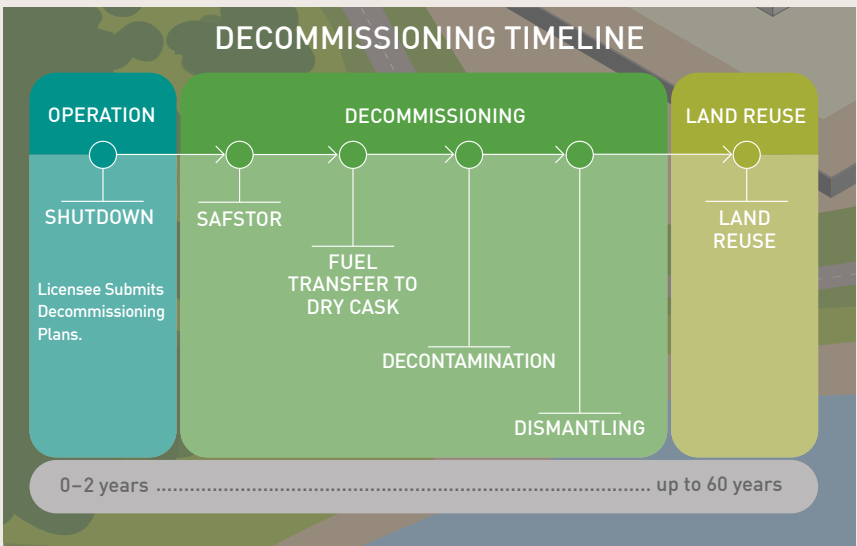 DECOMMISSIONING TIMELINE
OPERATION
DECOMMISSIONING
LAND REUSE
SHUTDOWN
SAFSTOR
LAND
REUSE
FUEL
TRANSFER TO
DRY CASK
Licensee Submits
Decommissioning
Plans.
DECONTAMINATION
DISMANTLING
0–2 years ........................................................................................... up to 60 years